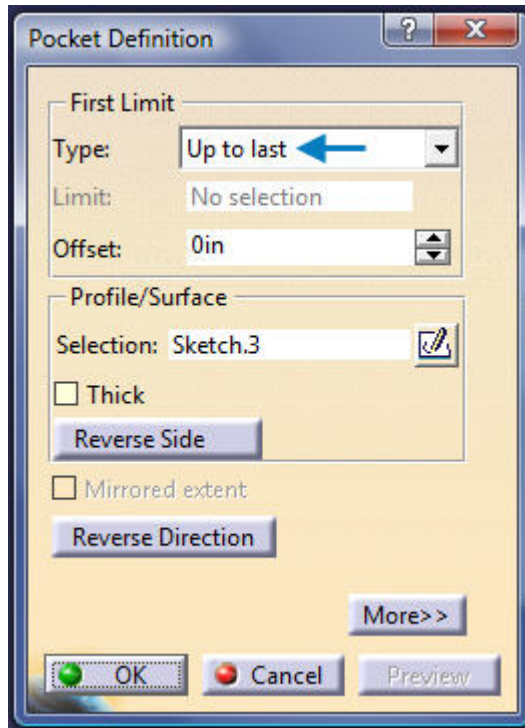 Pocket Definition
?
First Limit
Type: Up to last
Limit: No selection
Offset: 0in
Profile/Surface
Selection: Sketch.3
Thick
Reverse Side
Mirrored extent
Reverse Direction
More>>
OK Cancel Preview